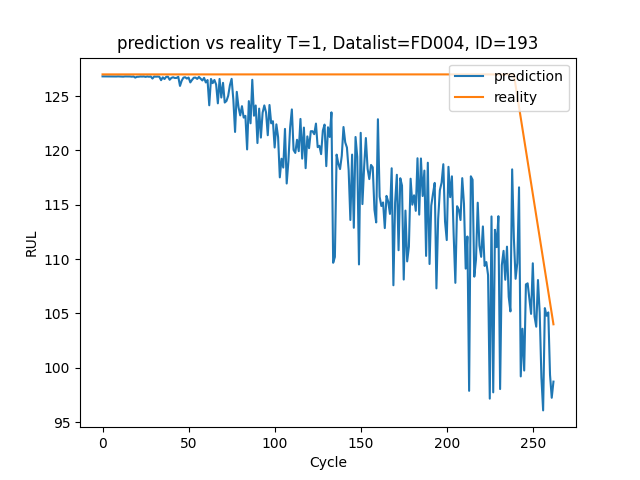 prediction vs reality T=1, Datalist=FD004, ID=193
prediction
reality
RUL
125
120
115
110
105
100
95
0
50
100
150
200
250
Cycle